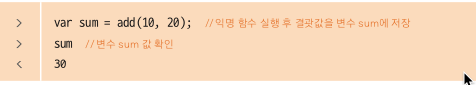 > var sum = add(10, 20); //익명 함수 실행 후 결괏값을 변수 sum에 저장
> sum //변수 sum 값 확인
< 30